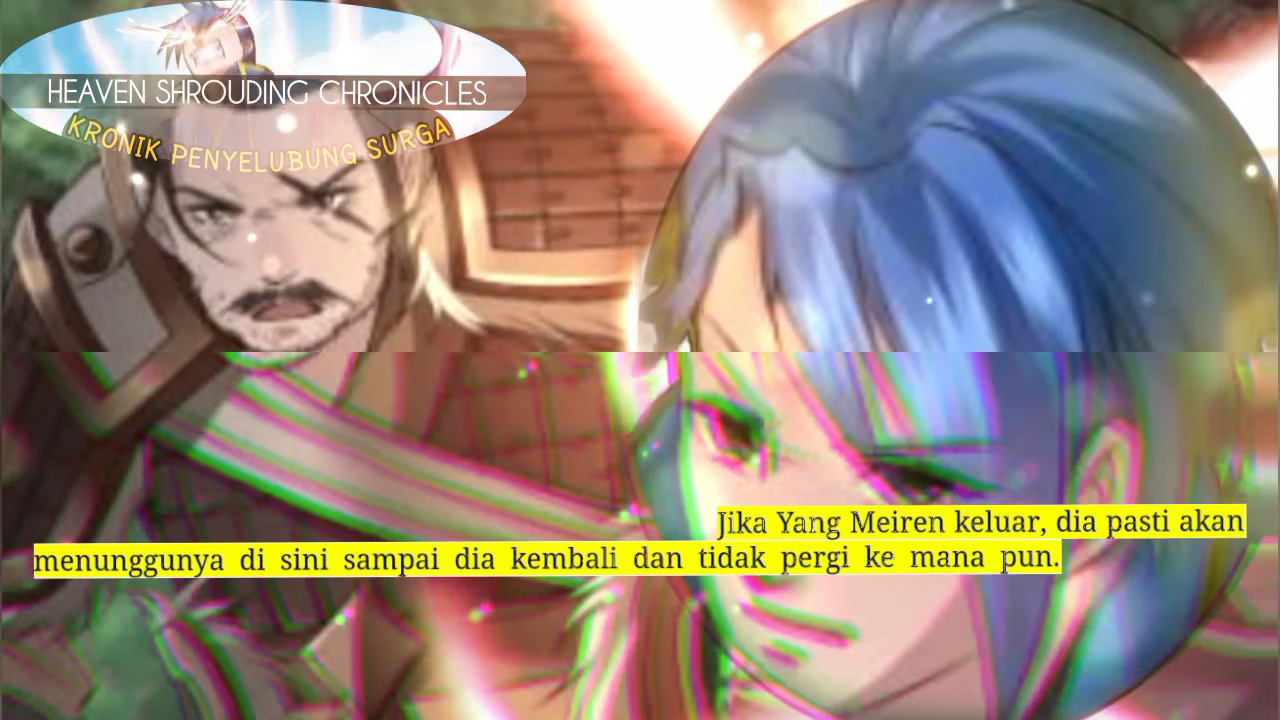 HEAVEN SHROUDING CHRONICLES
KRONIK PENYELUBUNG SURGA
Jika Yang Meiren keluar, dia pasti akan
menunggunya di sini sampai dia kembali dan tidak pergi ke mana pun.